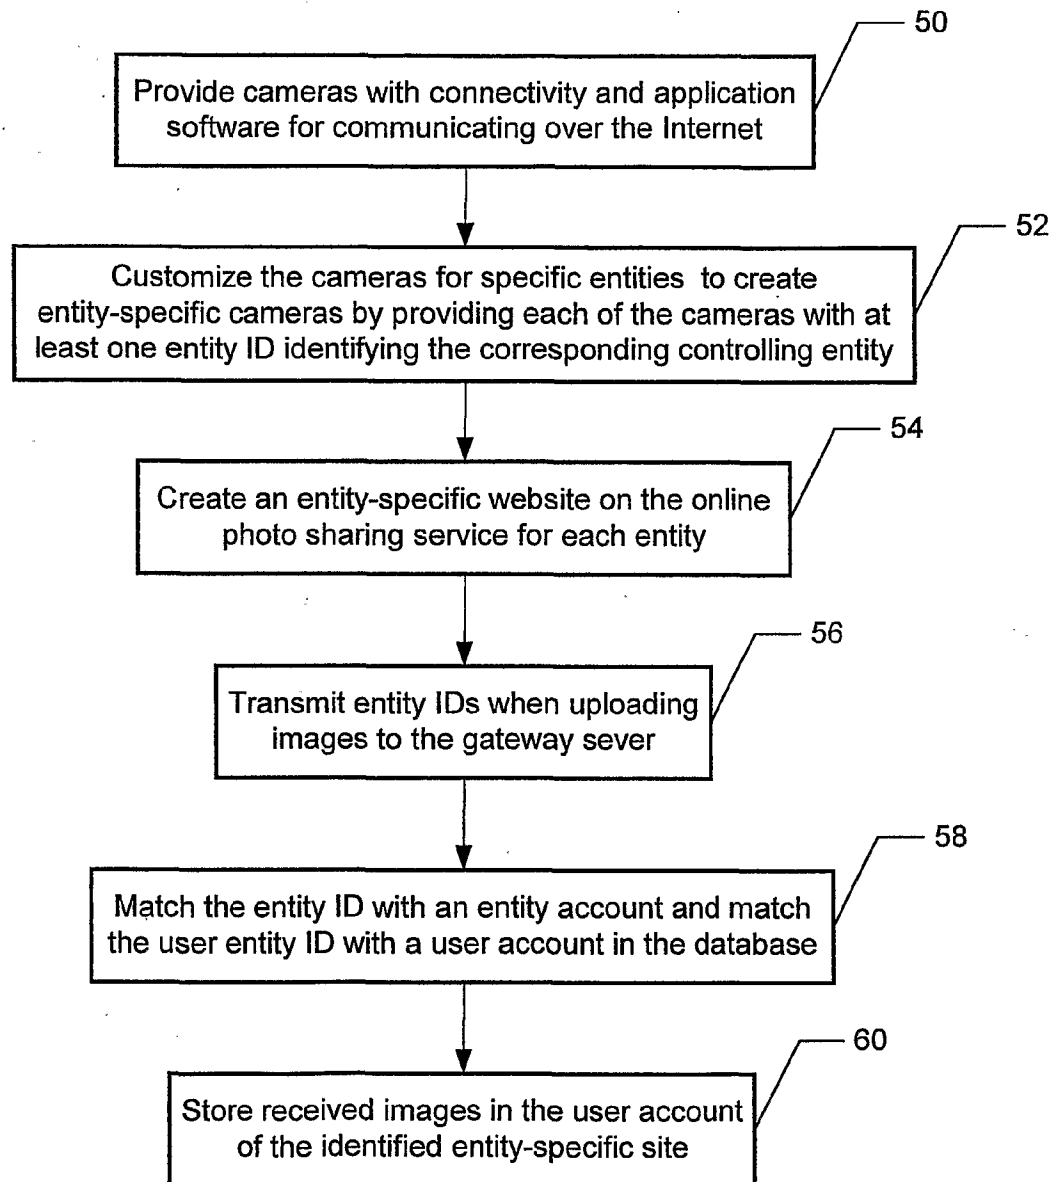 50
Provide cameras with connectivity and application
software for communicating over the Internet
52
Customize the cameras for specific entities to create
entity-specific cameras by providing each of the cameras with at
least one entity ID identifying the corresponding controlling entity
54
Create an entity-specific website on the online
photo sharing service for each entity
56
Transmit entity IDs when uploading
images to the gateway sever
58
Match the entity ID with an entity account and match
the user entity ID with a user account in the database
60
Store received images in the user account
of the identified entity-specific site